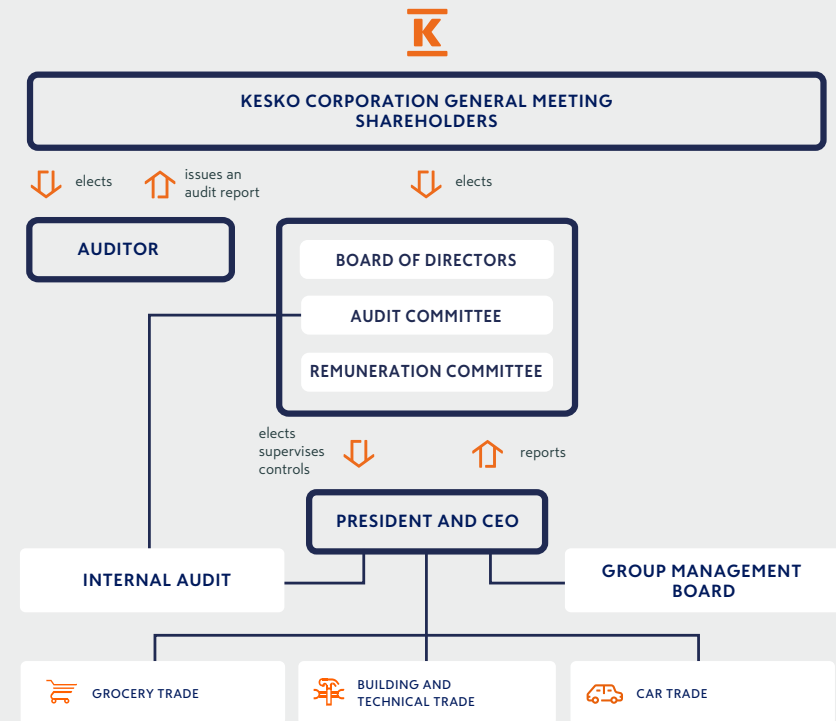 K
KESKO CORPORATION GENERAL MEETING
SHAREHOLDERS
elects
issues an
audit report
elects
AUDITOR
BOARD OF DIRECTORS
AUDIT COMMITTEE
REMUNERATION COMMITTEE
elects
supervises
controls
reports
PRESIDENT AND CEO
INTERNAL AUDIT
GROUP MANAGEMENT
BOARD
GROCERY TRADE
BUILDING AND
TECHNICAL TRADE
CAR TRADE